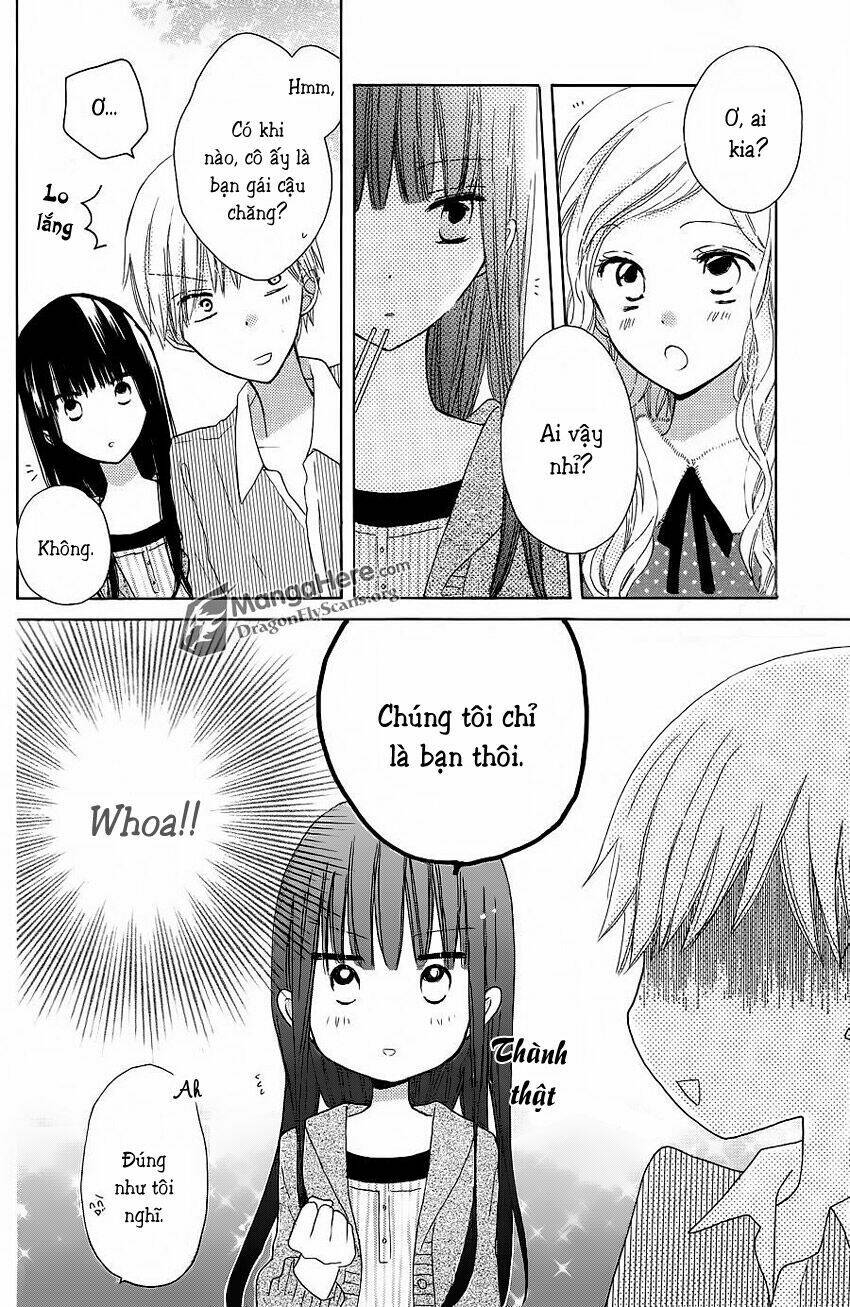 Ơ, ai
kia?
Ai vậy
nhỉ?
Hmm,
Có khi
nào, cô ấy là
bạn gái cậu
chăng?
Ơ...
Lo
lắng
Không.
MangaHere.com
DragonFlyScans.org
Chúng tôi chỉ
là bạn thôi.
Whoa!!
Thành
thật
Ah
Đúng
như tôi
nghĩ.